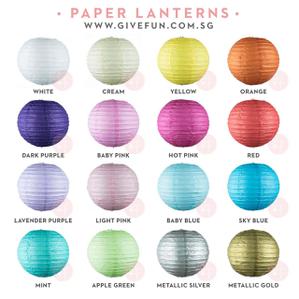 • PAPER LANTERNS •
WWW.GIVEFUN.COM.SG
WHITE CREAM YELLOW ORANGE
DARK PURPLE BABY PINK HOT PINK RED
LAVENDER PURPLE LIGHT PINK BABY BLUE SKY BLUE
MINT APPLE GREEN METALLIC SILVER METALLIC GOLD